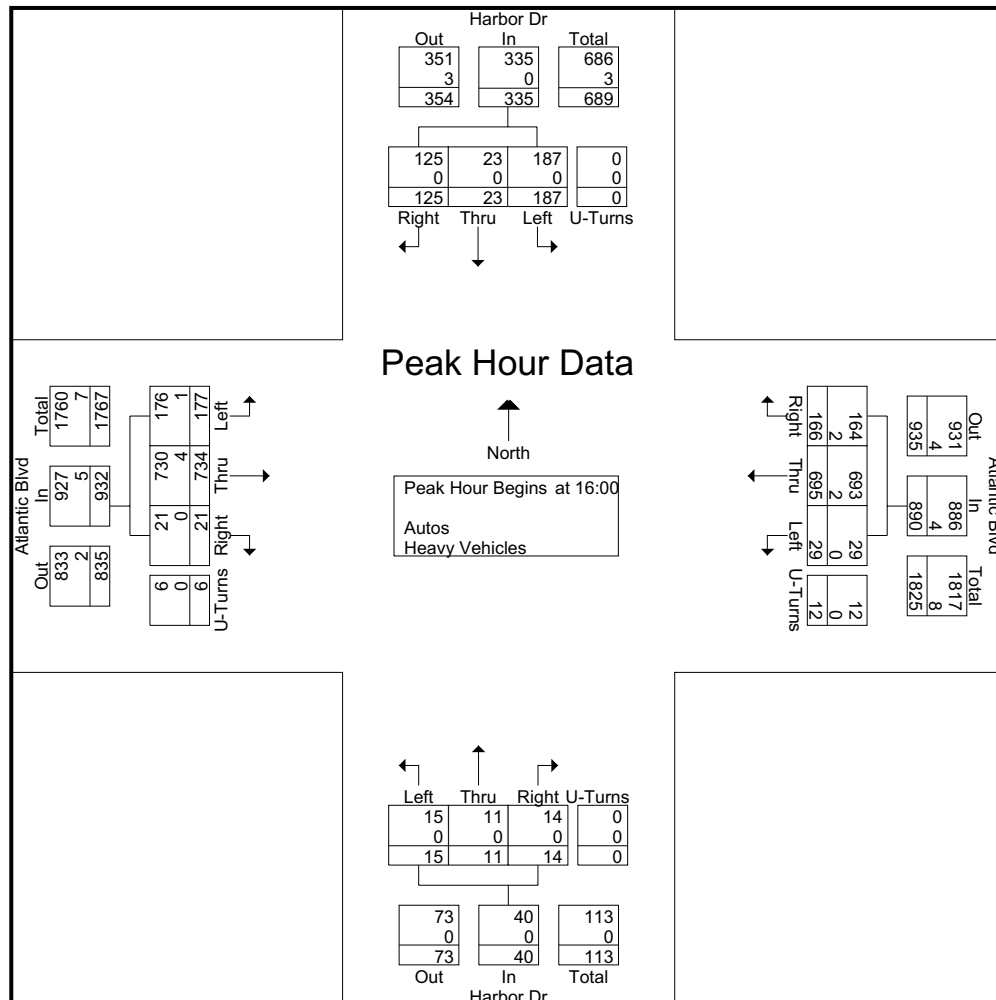 Harbor Dr
Out In Total
351 335 686
3 0 3
354 335 689
125 23 187 0
0 0 0 0
125 23 187 0
Right Thru Left U-Turns
Peak Hour Data
North
Peak Hour Begins at 16:00
Autos
Heavy Vehicles
Atlantic Blvd
Out In Total
833 927 1760
2 5 7
835 932 1767
U-Turns Right Thru Left
6 21 730 176
0 0 4 1
6 21 734 177
Atlantic Blvd
Out In Total
931 886 1817
4 4 8
935 890 1825
Right Thru Left U-Turns
164 693 29 12
2 2 0 0
166 695 29 12
Left Thru Right U-Turns
15 11 14 0
0 0 0 0
15 11 14 0
73 40 113
0 0 0
73 40 113
Out In Total
Harbor Dr